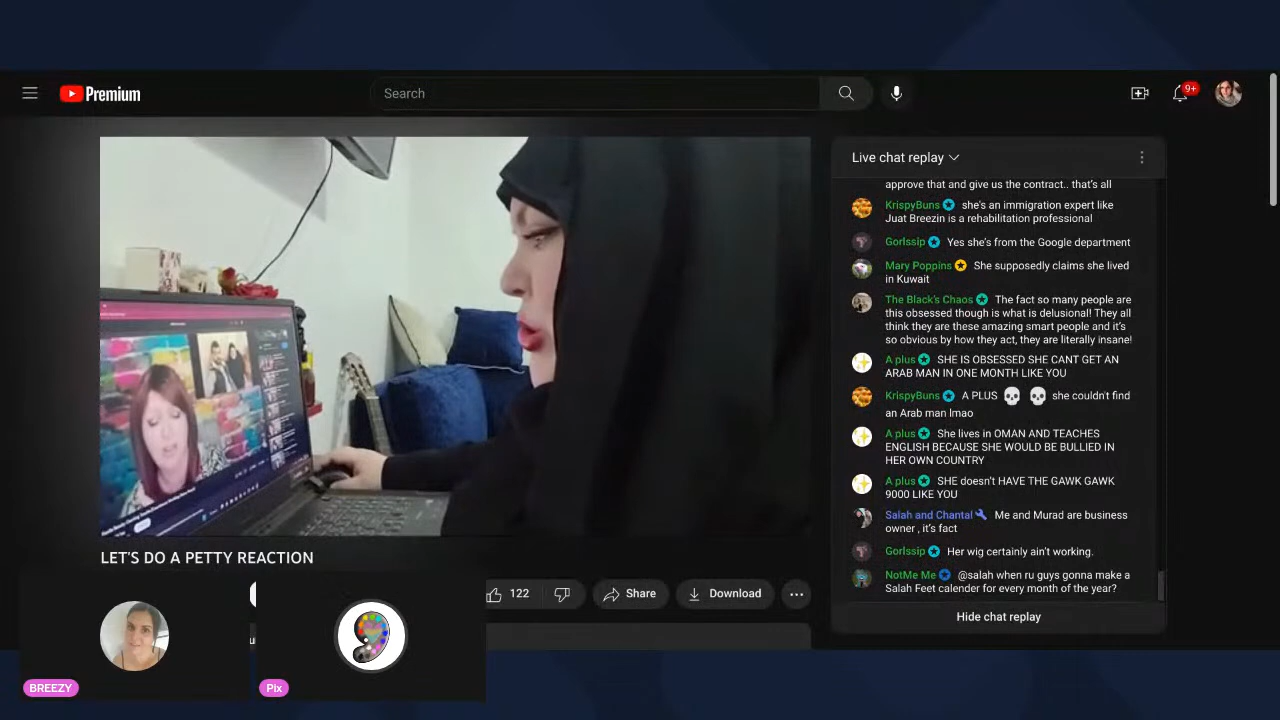 Premium
Search
9+
Live chat replay
approve that and give us the contract.. that's all
KrispyBuns she's an immigration expert like
Juat Breezin is a rehabilitation professional
Gorlssip Yes she's from the Google department
Mary Poppins She supposedly claims she lived
in Kuwait
The Black's Chaos The fact so many people are
this obsessed though is what is delusional! They all
think they are these amazing smart people and it's
so obvious by how they act, they are literally insane!
A plus SHE IS OBSESSED SHE CANT GET AN
ARAB MAN IN ONE MONTH LIKE YOU
KrispyBuns A PLUS 💀 💀 she couldn't find
an Arab man lmao
A plus She lives in OMAN AND TEACHES
ENGLISH BECAUSE SHE WOULD BE BULLIED IN
HER OWN COUNTRY
A plus SHE doesn't HAVE THE GAWK GAWK
9000 LIKE YOU
Salah and Chantal Me and Murad are business
owner , it's fact
Gorlssip Her wig certainly ain't working.
NotMe Me @salah when ru guys gonna make a
Salah Feet calender for every month of the year?
Hide chat replay
LET'S DO A PETTY REACTION
122
Share
Download
BREEZY
Pix